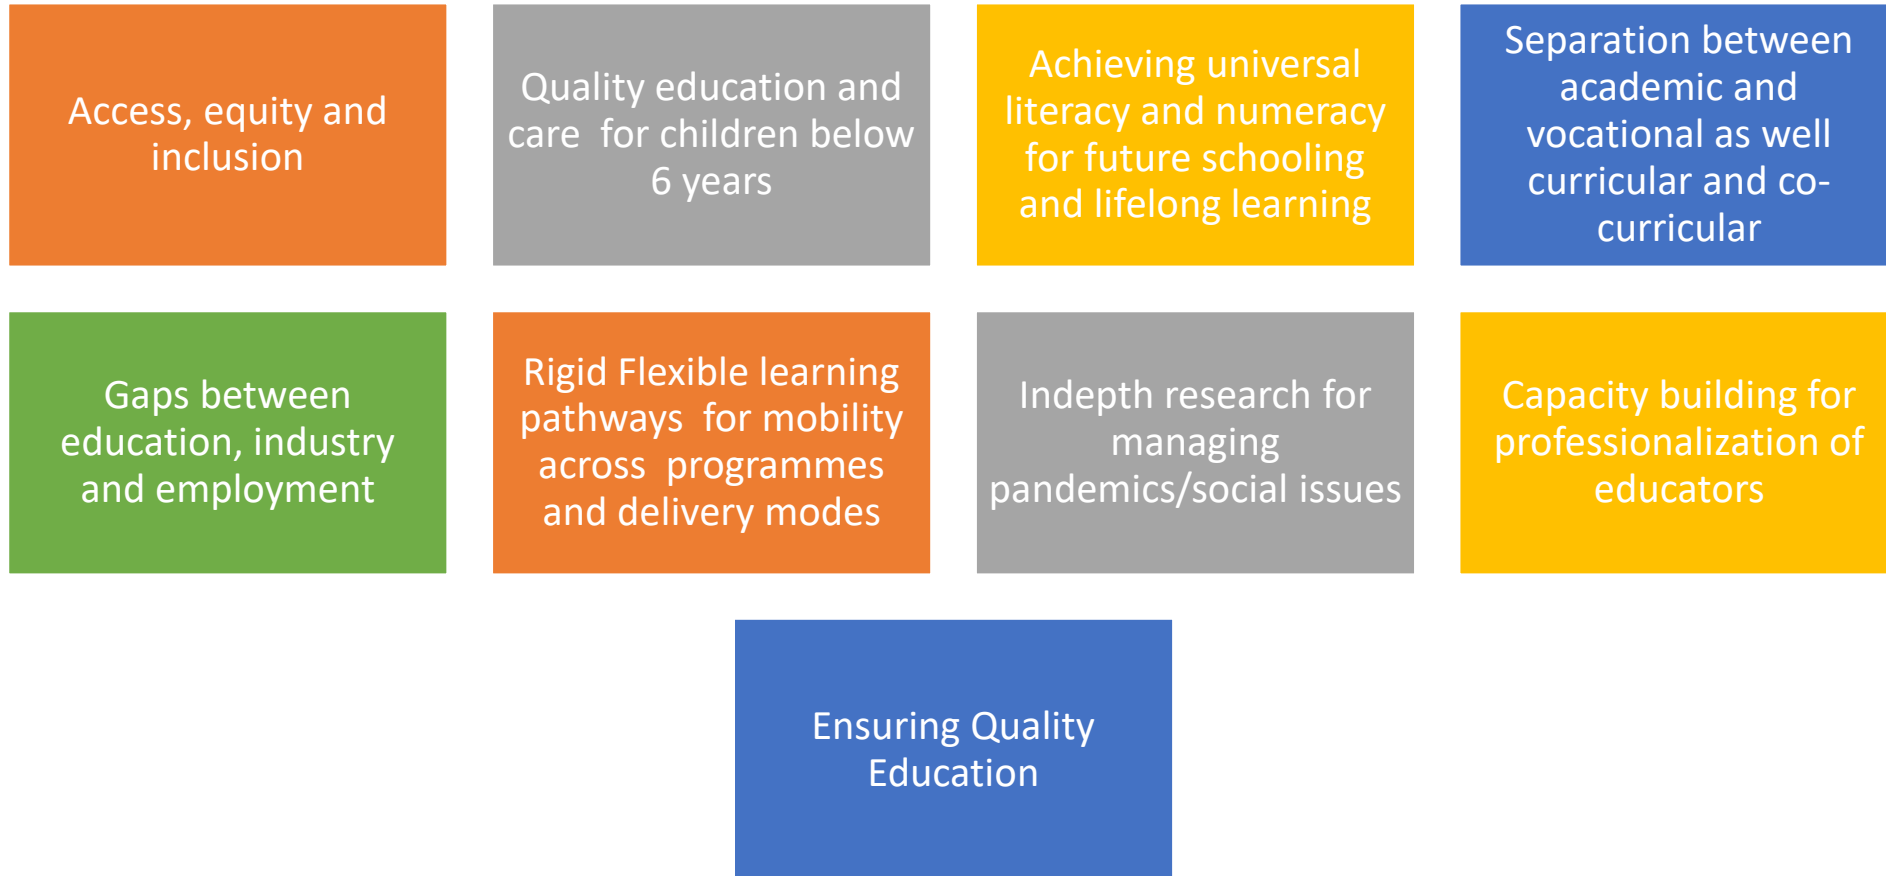 Access, equity and
inclusion
Quality education and
care  for children below
6 years
Achieving universal
literacy and numeracy
for future schooling
and lifelong learning
Separation between
academic and
vocational as well
curricular and co-
curricular
Gaps between
education, industry
and employment
Rigid Flexible learning
pathways  for mobility
across  programmes
and delivery modes
Indepth research for
managing
pandemics/social issues
Capacity building for
professionalization of
educators
Ensuring Quality
Education